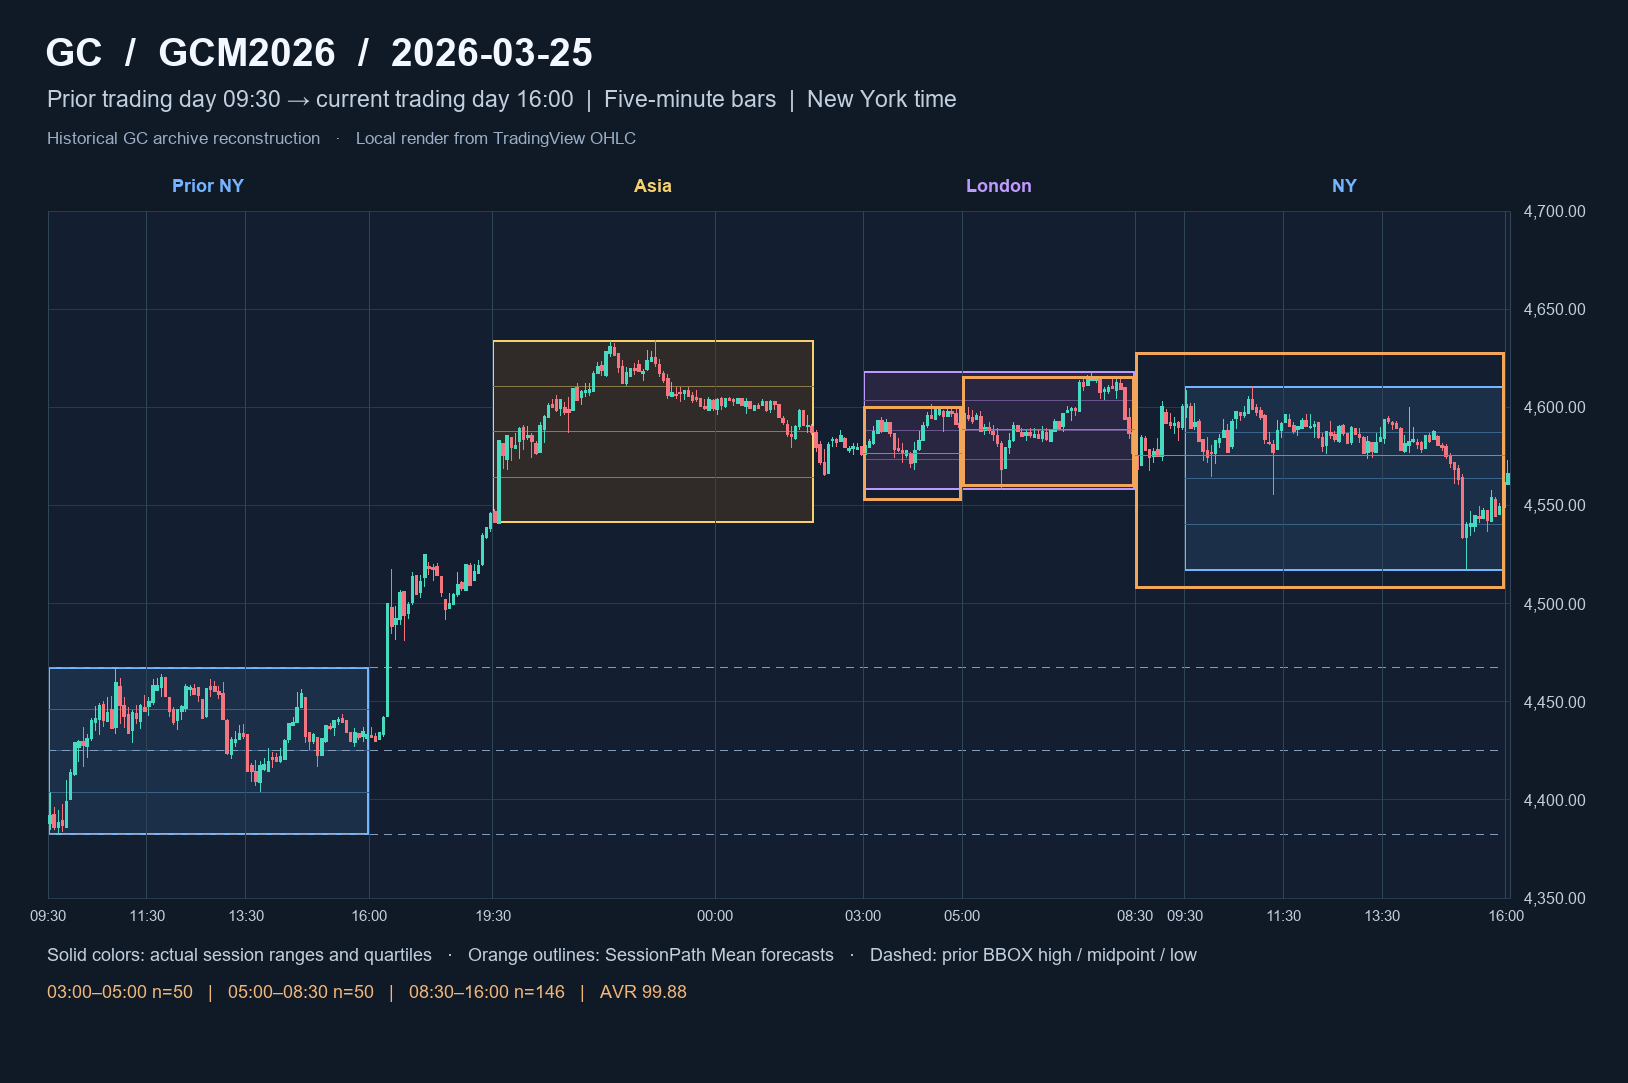 GC / GCM2026 / 2026-03-25
Prior trading day 09:30 → current trading day 16:00 | Five-minute bars | New York time
Historical GC archive reconstruction · Local render from TradingView OHLC
Prior NY Asia London NY
4,700.00
4,650.00
4,600.00
4,550.00
4,500.00
4,450.00
4,400.00
4,350.00
09:30 11:30 13:30 16:00 19:30 00:00 03:00 05:00 08:30 09:30 11:30 13:30 16:00
Solid colors: actual session ranges and quartiles · Orange outlines: SessionPath Mean forecasts · Dashed: prior BBOX high / midpoint / low
03:00–05:00 n=50 | 05:00–08:30 n=50 | 08:30–16:00 n=146 | AVR 99.88